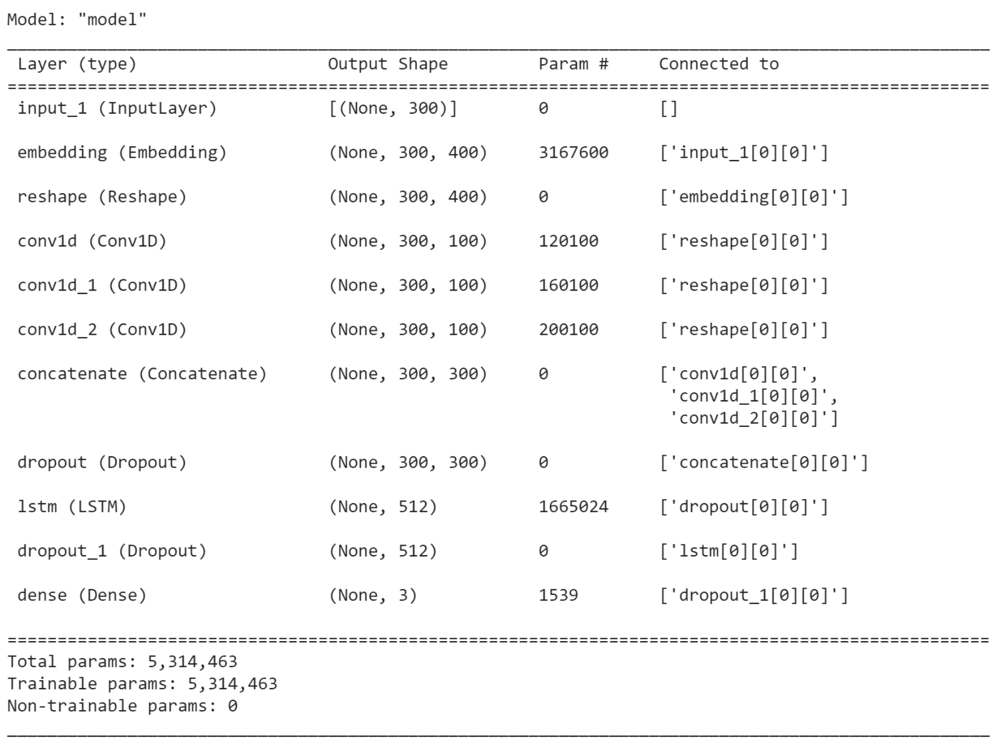 Model: "model"
Layer (type) Output Shape Param # Connected to
input_1 (InputLayer) [(None, 300)] 0 []
embedding (Embedding) (None, 300, 400) 3167600 ['input_1[0][0]']
reshape (Reshape) (None, 300, 400) 0 ['embedding[0][0]']
conv1d (Conv1D) (None, 300, 100) 120100 ['reshape[0][0]']
conv1d_1 (Conv1D) (None, 300, 100) 160100 ['reshape[0][0]']
conv1d_2 (Conv1D) (None, 300, 100) 200100 ['reshape[0][0]']
concatenate (Concatenate) (None, 300, 300) 0 ['conv1d[0][0]',
'conv1d_1[0][0]',
'conv1d_2[0][0]']
dropout (Dropout) (None, 300, 300) 0 ['concatenate[0][0]']
lstm (LSTM) (None, 512) 1665024 ['dropout[0][0]']
dropout_1 (Dropout) (None, 512) 0 ['lstm[0][0]']
dense (Dense) (None, 3) 1539 ['dropout_1[0][0]']
Total params: 5,314,463
Trainable params: 5,314,463
Non-trainable params: 0